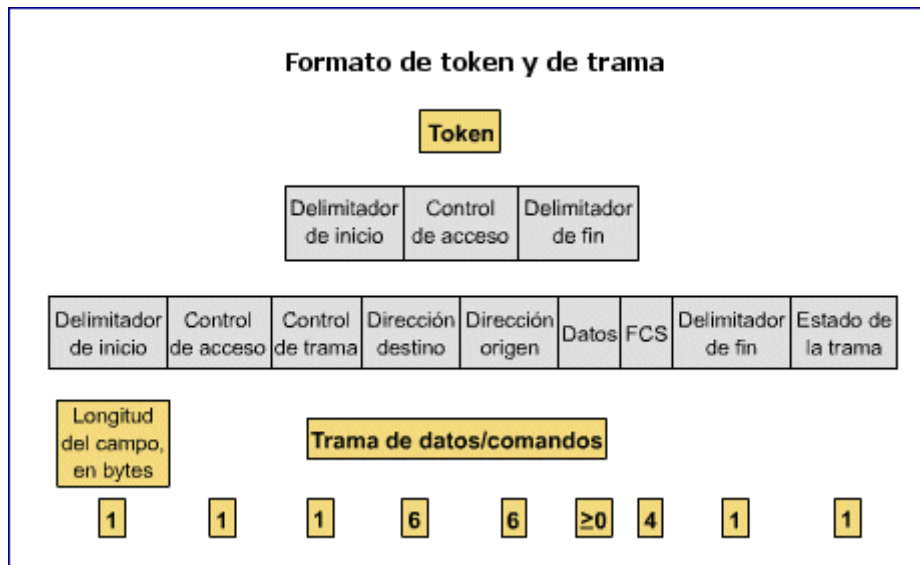 Formato de token y de trama
Token
Delimitador
de inicio
Control
de acceso
Delimitador
de fin
Delimitador
de inicio
Control
de acceso
Control
de trama
Dirección
destino
Dirección
origen
Datos
FCS
Delimitador
de fin
Estado de
la trama
Longitud
del campo,
en bytes
Trama de datos/comandos
1
1
1
6
6
≥0
4
1
1